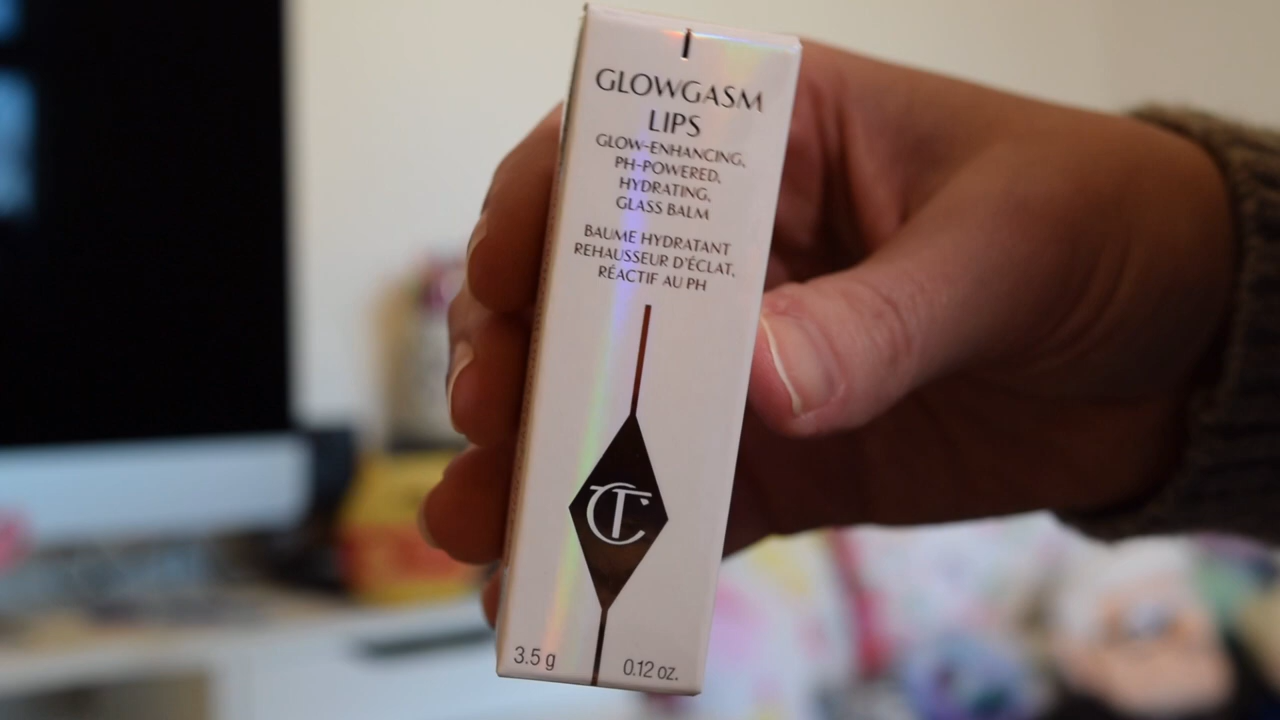 GLOWGASM
LIPS
GLOW-ENHANCING,
PH-POWERED,
HYDRATING,
GLASS BALM
BAUME HYDRATANT
REHAUSSEUR D'ÉCLAT,
RÉACTIF AU PH
CT
3.5 g 0.12 oz.